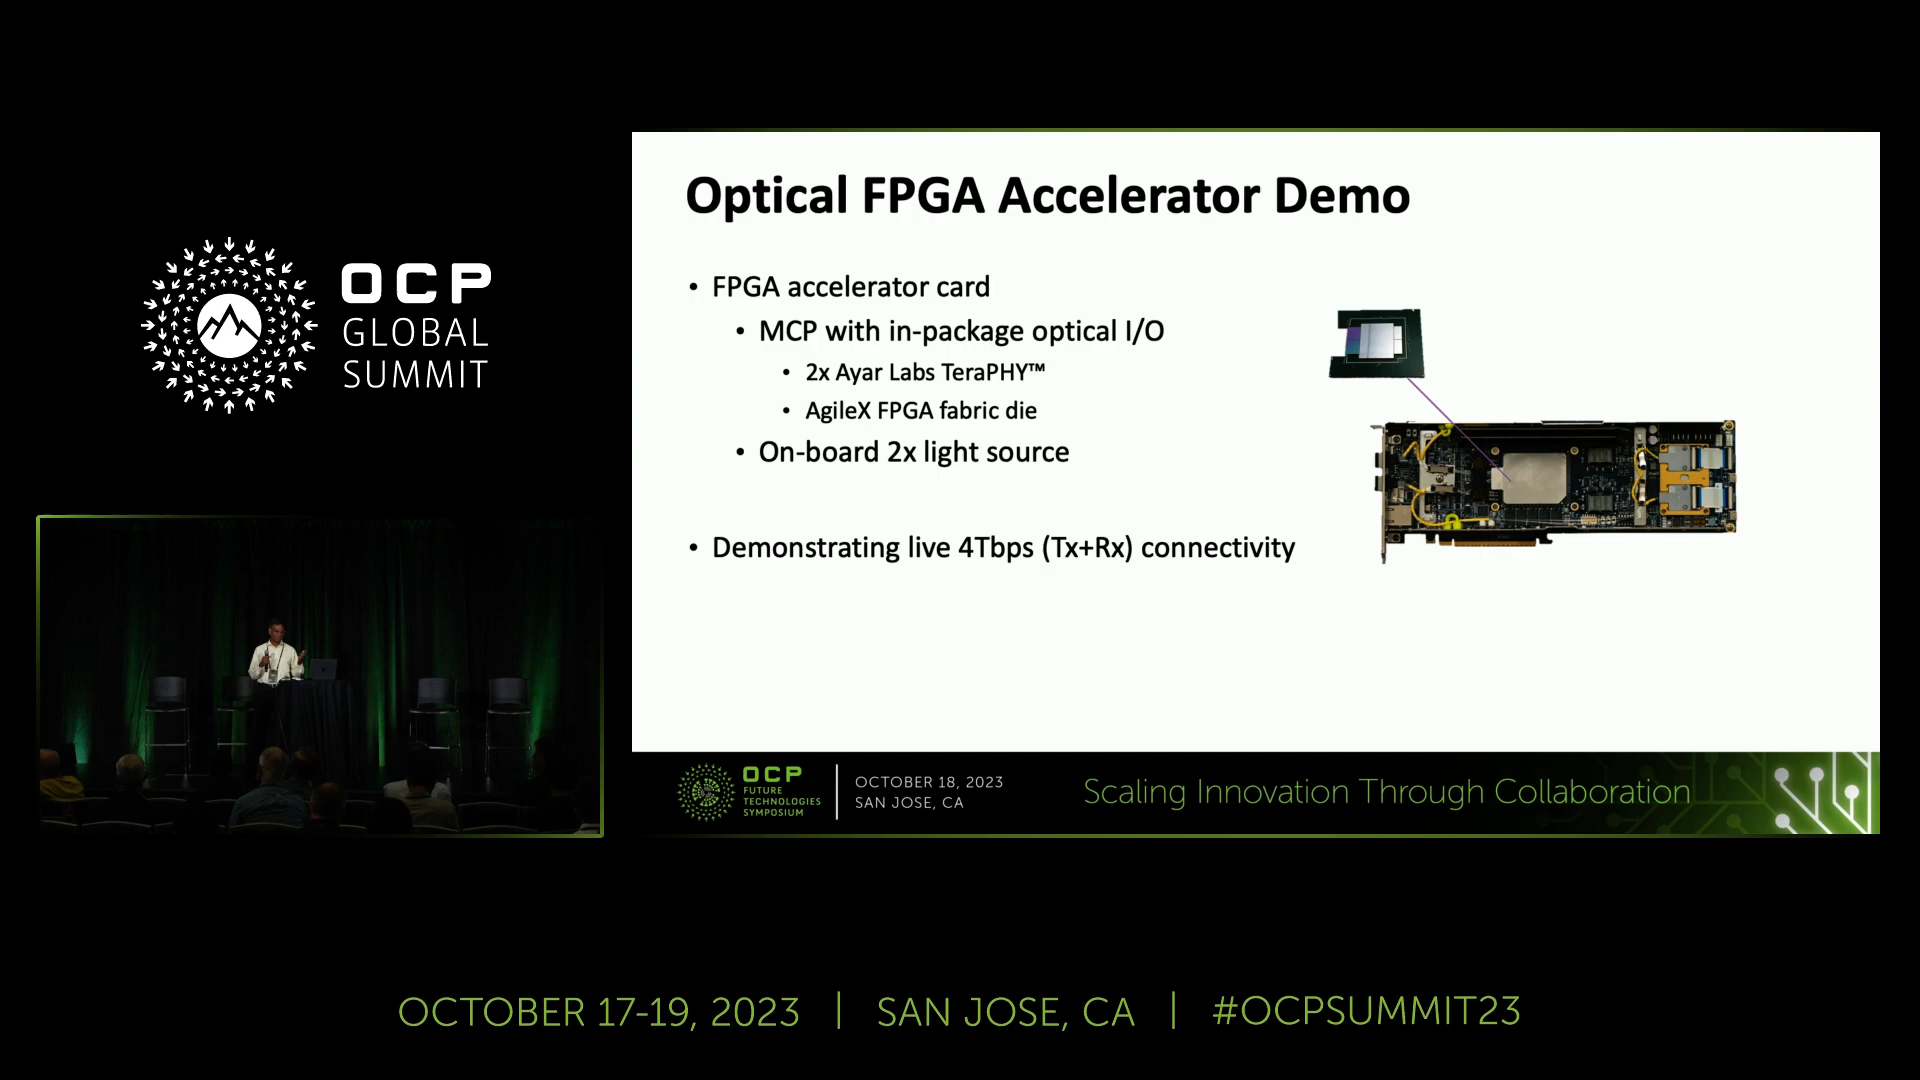 OCP
GLOBAL
SUMMIT
Optical FPGA Accelerator Demo
• FPGA accelerator card
• MCP with in-package optical I/O
• 2x Ayar Labs TeraPHY™
• AgileX FPGA fabric die
• On-board 2x light source
• Demonstrating live 4Tbps (Tx+Rx) connectivity
OCP
FUTURE
TECHNOLOGIES
SYMPOSIUM
OCTOBER 18, 2023
SAN JOSE, CA
Scaling Innovation Through Collaboration
OCTOBER 17-19, 2023 | SAN JOSE, CA | #OCPSUMMIT23